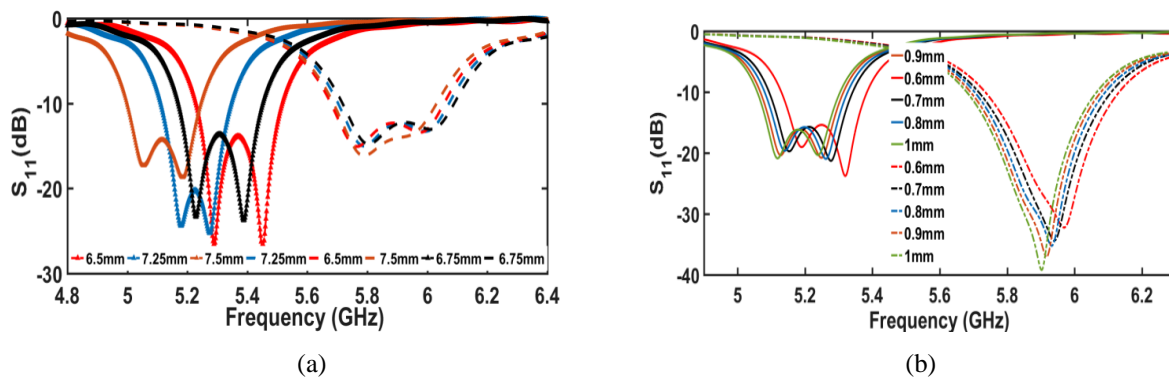 S11(dB)
0
-10
-20
-30
4.8 5 5.2 5.4 5.6 5.8 6 6.2 6.4
Frequency (GHz)
6.5mm 7.25mm 7.5mm 7.25mm 6.5mm 7.5mm 6.75mm 6.75mm
(a)
S11(dB)
0
-10
-20
-30
-40
5 5.2 5.4 5.6 5.8 6 6.2
Frequency (GHz)
0.9mm
0.6mm
0.7mm
0.8mm
1mm
0.6mm
0.7mm
0.8mm
0.9mm
1mm
(b)